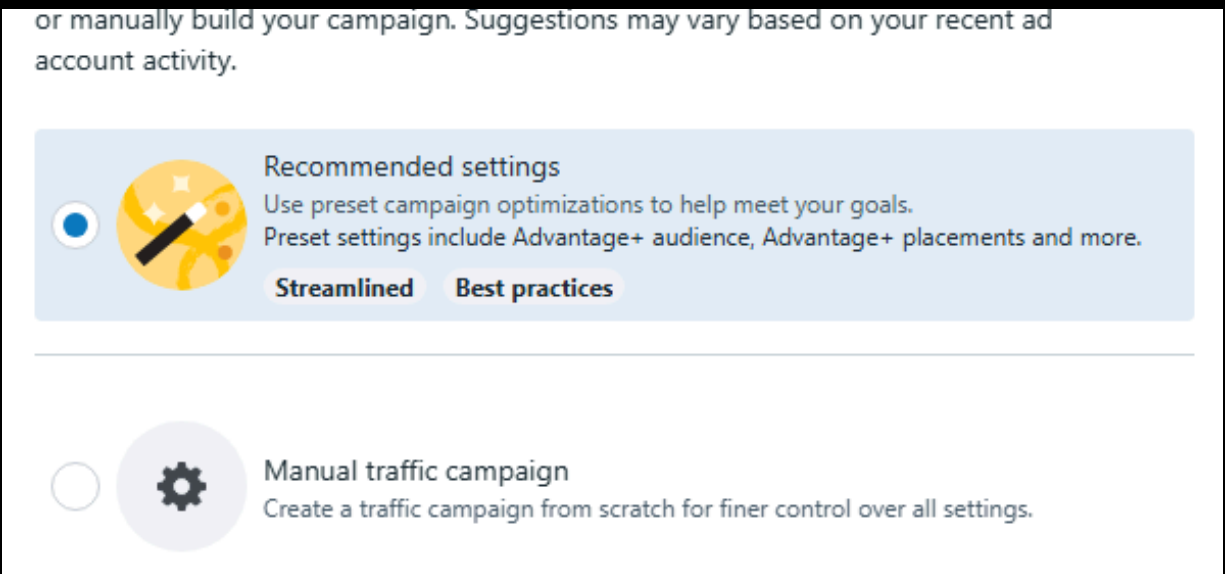 or manually build your campaign. Suggestions may vary based on your recent ad
account activity.
Recommended settings
Use preset campaign optimizations to help meet your goals.
Preset settings include Advantage+ audience, Advantage+ placements and more.
Streamlined Best practices
Manual traffic campaign
Create a traffic campaign from scratch for finer control over all settings.